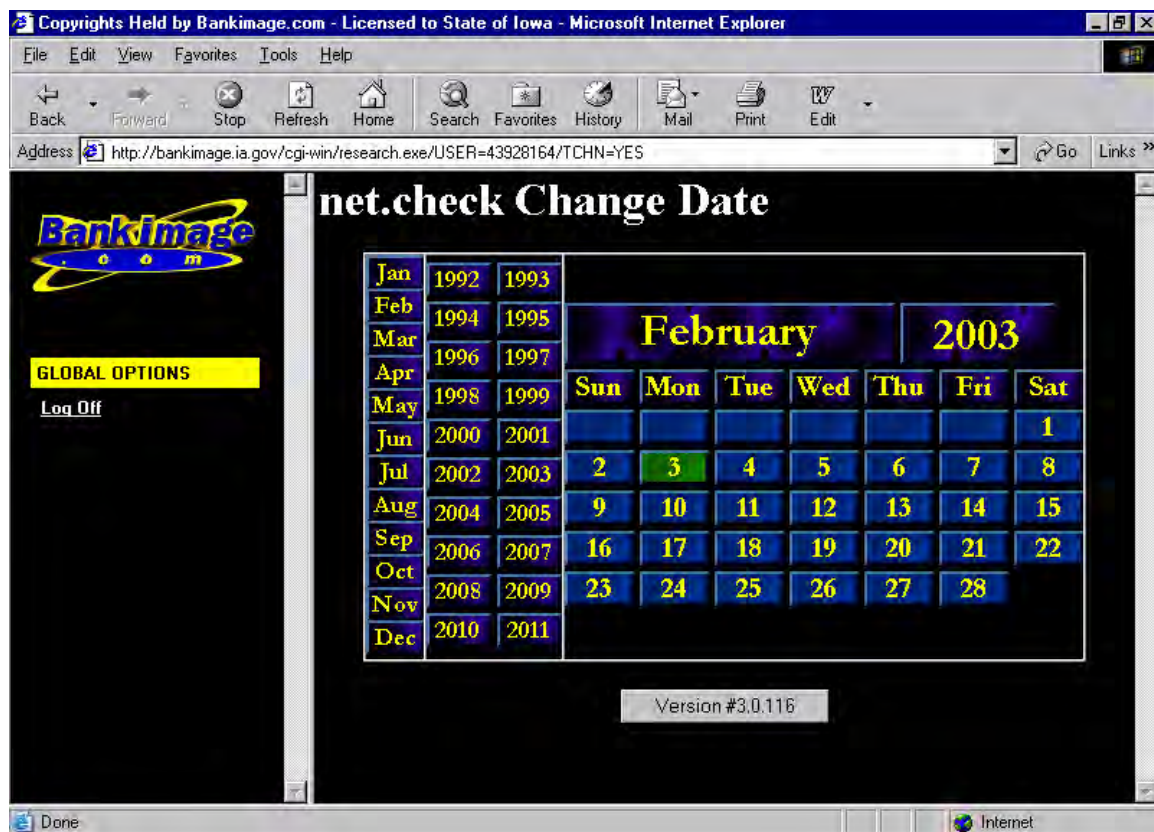 Copyrights Held by Bankimage.com - Licensed to State of Iowa - Microsoft Internet Explorer
File Edit View Favorites Tools Help
Back Forward Stop Refresh Home Search Favorites History Mail Print Edit
Address http://bankimage.ia.gov/cgi-win/research.exe/USER=43928164/TCHN=YES Go Links »
BankImage
.com
GLOBAL OPTIONS
Log Off
net.check Change Date
Jan
Feb
Mar
Apr
May
Jun
Jul
Aug
Sep
Oct
Nov
Dec
1992 1993
1994 1995
1996 1997
1998 1999
2000 2001
2002 2003
2004 2005
2006 2007
2008 2009
2010 2011
February 2003
Sun Mon Tue Wed Thu Fri Sat
1
2 3 4 5 6 7 8
9 10 11 12 13 14 15
16 17 18 19 20 21 22
23 24 25 26 27 28
Version #3.0.116
Done Internet